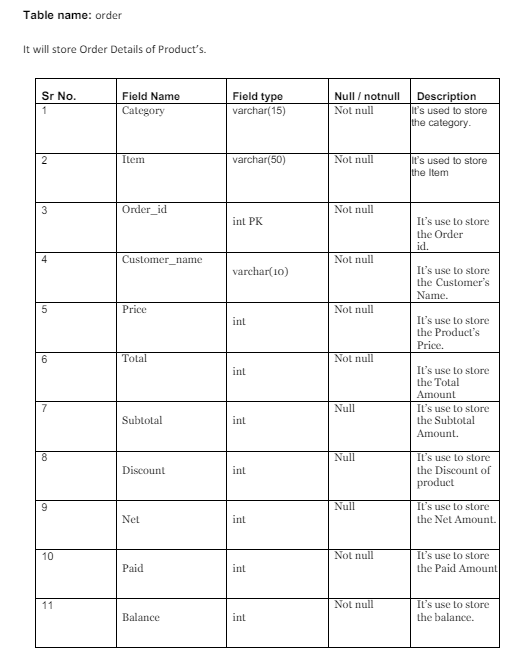 Table name: order
It will store Order Details of Product's.
Sr No. Field Name Field type Null / notnull Description
1 Category varchar(15) Not null It's used to store
the category.
2 Item varchar(50) Not null It's used to store
the Item
3 Order_id int PK Not null It's use to store
the Order
id.
4 Customer_name varchar(10) Not null It's use to store
the Customer's
Name.
5 Price int Not null It's use to store
the Product's
Price.
6 Total int Not null It's use to store
the Total
Amount
7 Subtotal int Null It's use to store
the Subtotal
Amount.
8 Discount int Null It's use to store
the Discount of
product
9 Net int Null It's use to store
the Net Amount.
10 Paid int Not null It's use to store
the Paid Amount
11 Balance int Not null It's use to store
the balance.